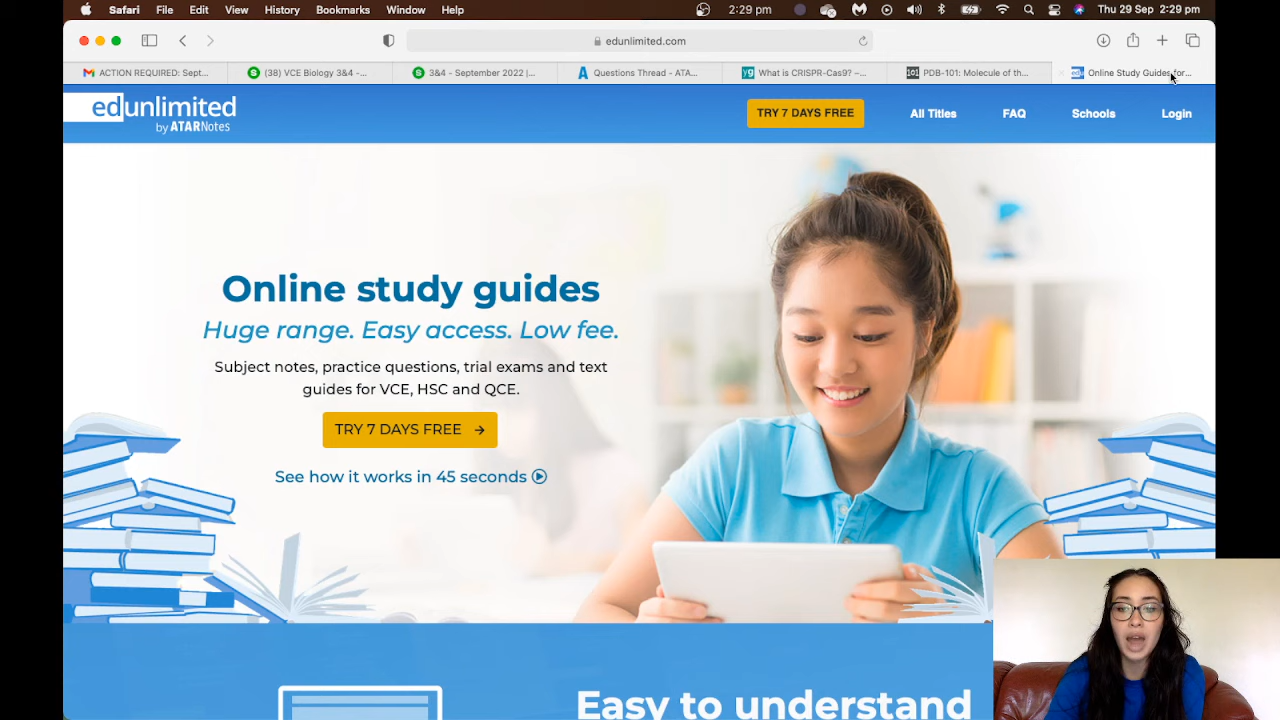 Safari File Edit View History Bookmarks Window Help 2:29 pm Thu 29 Sep 2:29 pm
edunlimited.com
ACTION REQUIRED: Sept... (38) VCE Biology 3&4 -... 3&4 - September 2022 |... Questions Thread - ATA... What is CRISPR-Cas9? –... PDB-101: Molecule of th... Online Study Guides for...
edunlimited
by ATARNotes
TRY 7 DAYS FREE All Titles FAQ Schools Login
Online study guides
Huge range. Easy access. Low fee.
Subject notes, practice questions, trial exams and text
guides for VCE, HSC and QCE.
TRY 7 DAYS FREE →
See how it works in 45 seconds
Easy to understand